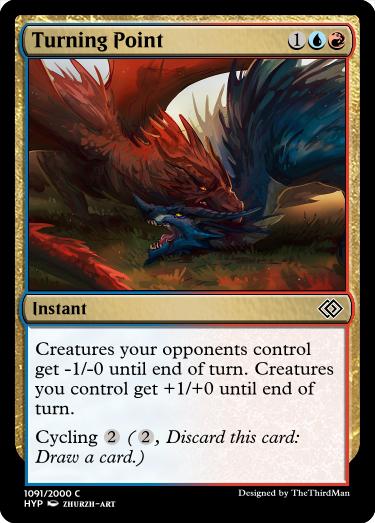 Turning Point 1
Instant
Creatures your opponents control
get -1/-0 until end of turn. Creatures
you control get +1/+0 until end of
turn.
Cycling 2 (2, Discard this card:
Draw a card.)
1091/2000 C
HYP ZHURZH-ART
Designed by TheThirdMan